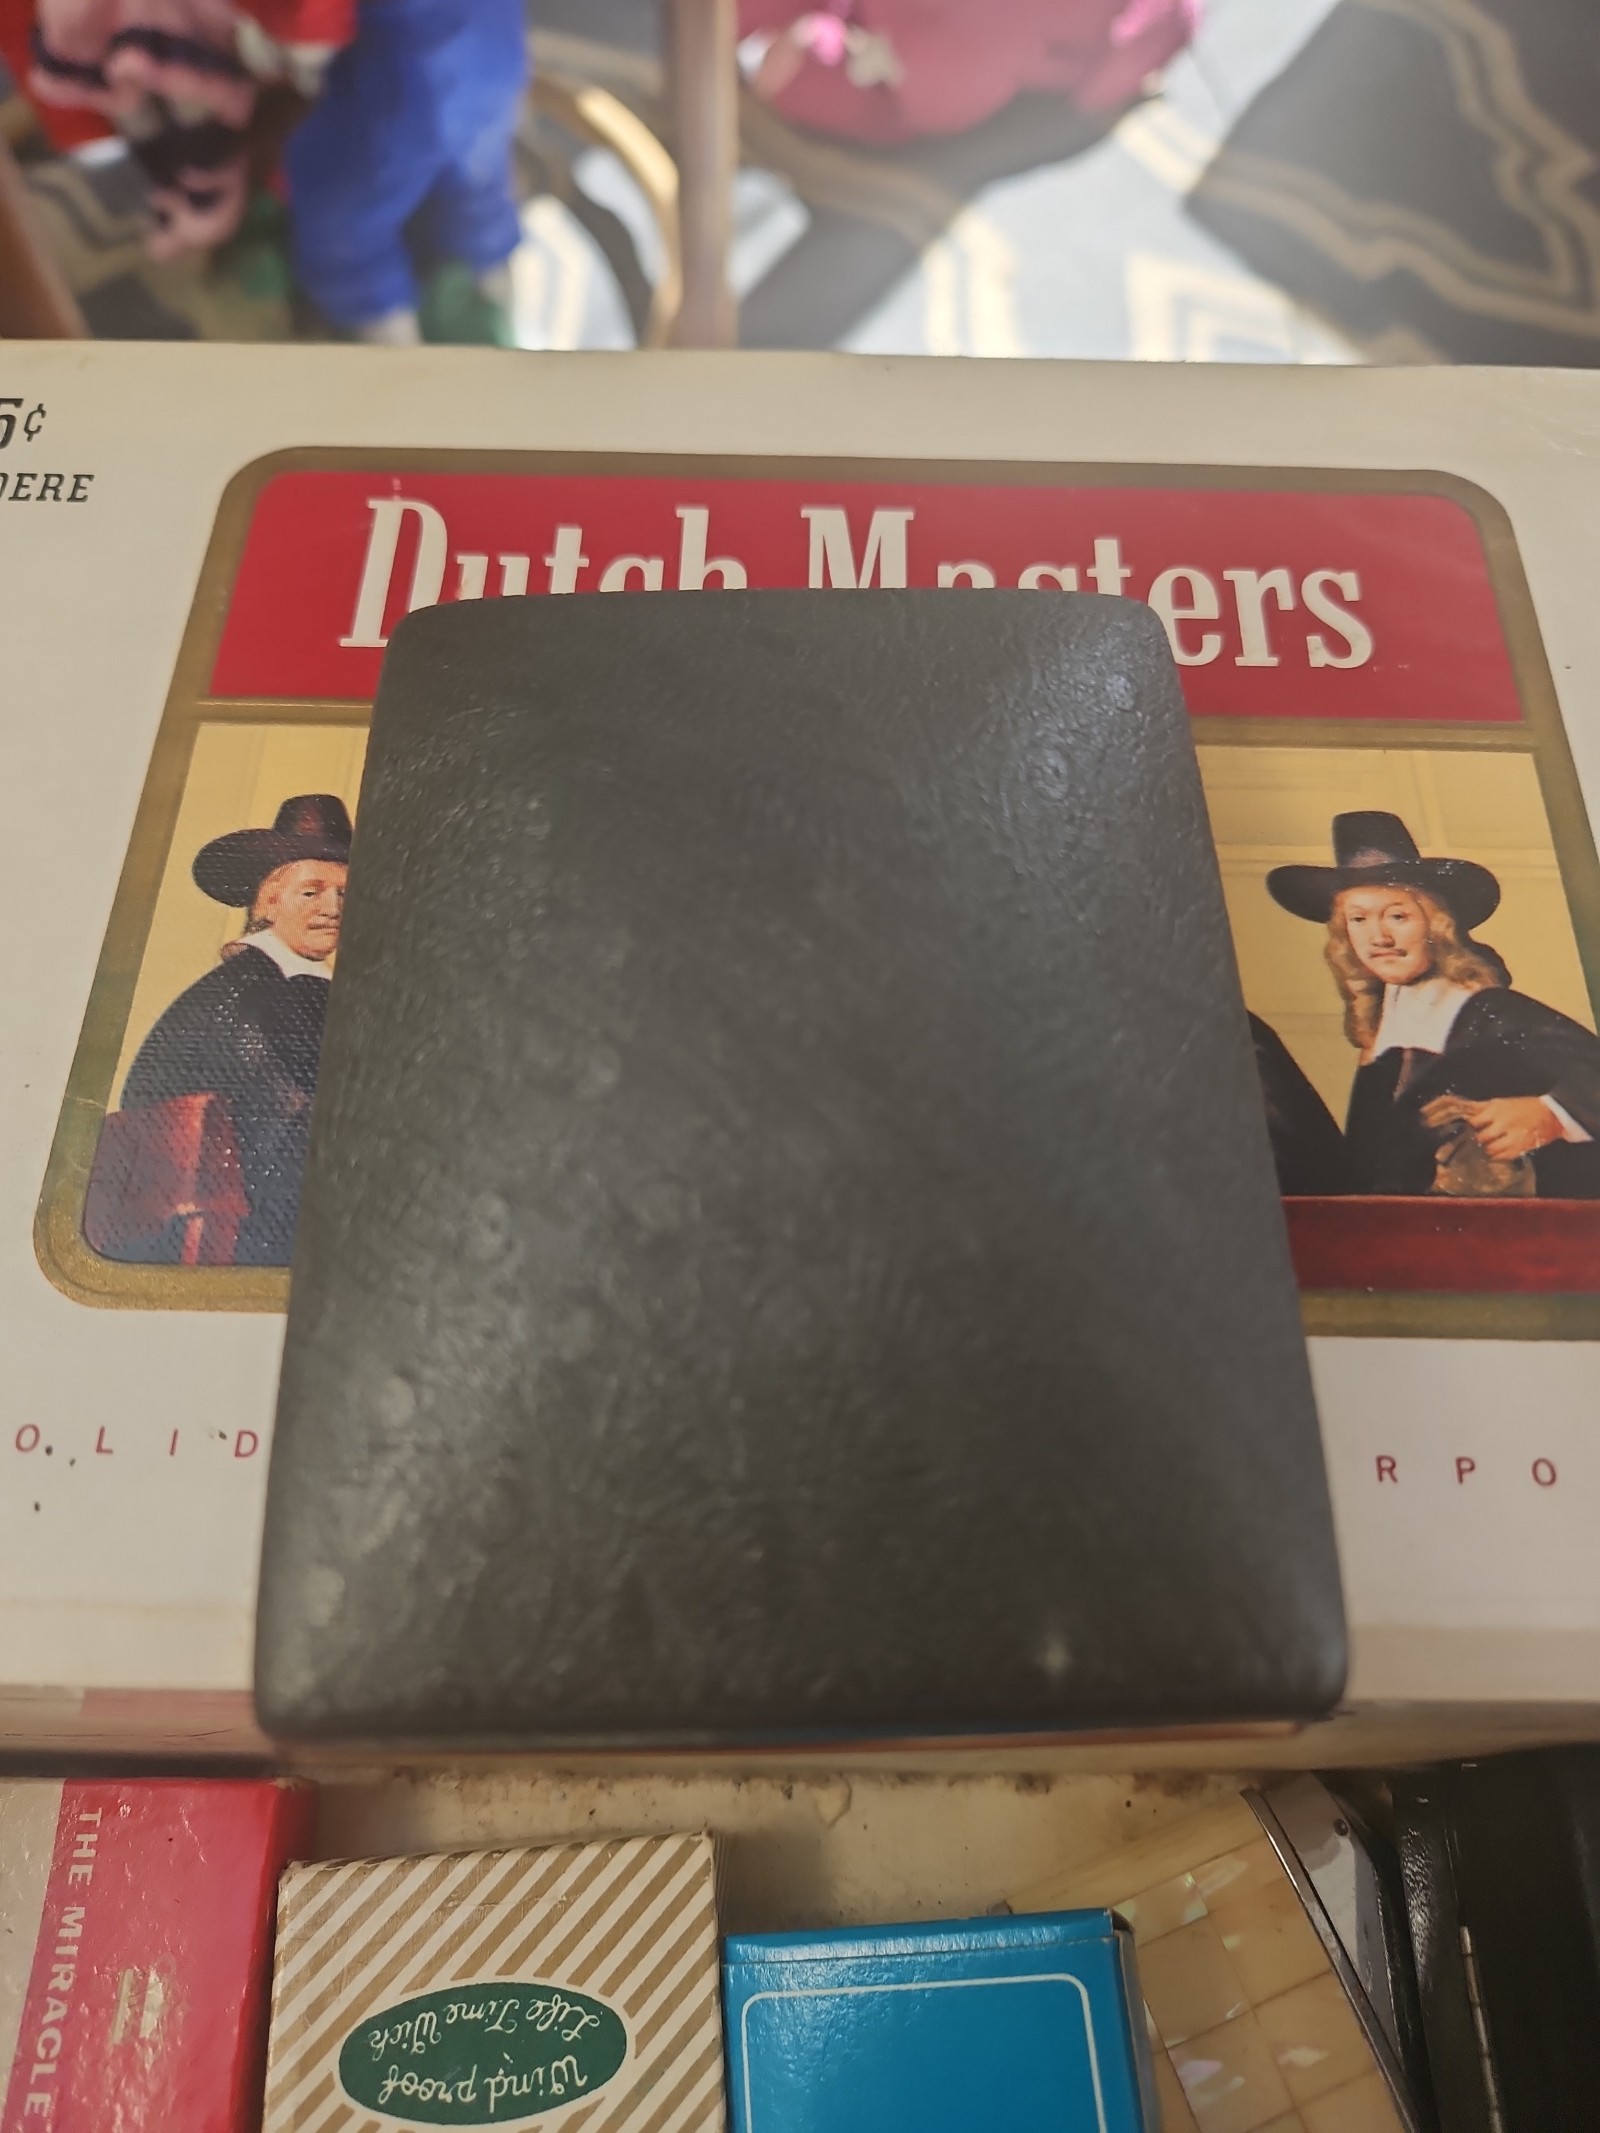 5¢
DERE
Dutch Masters
O L I D
R P O
THE MIRACLE
Wind proof
Life Time Wick